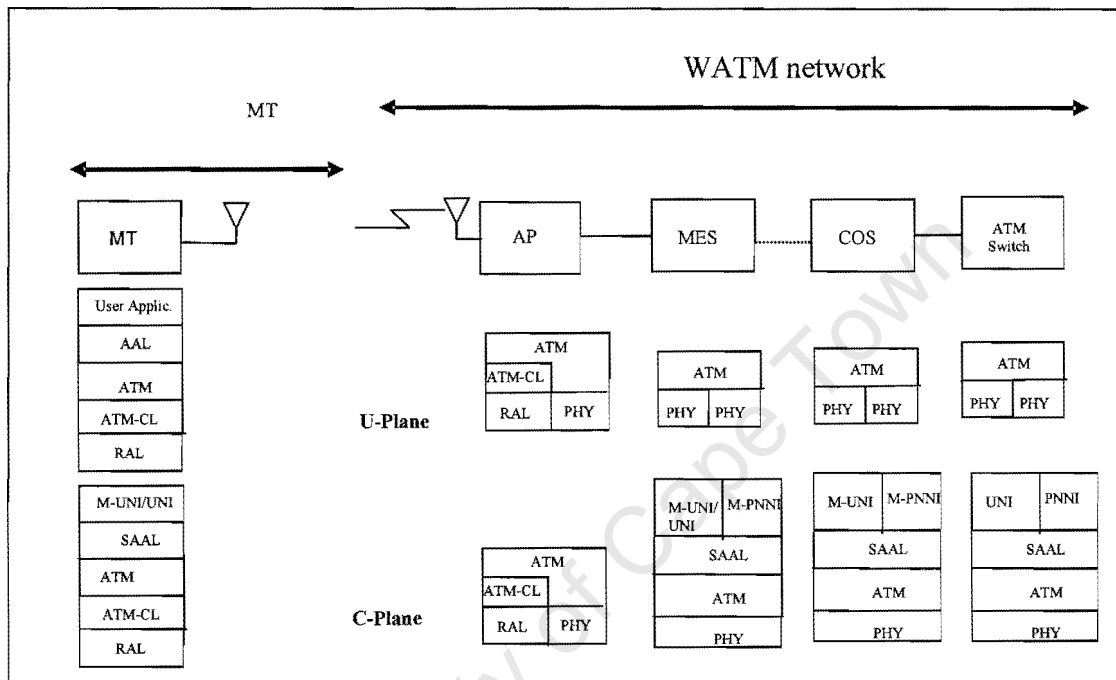 WATM network
MT
MT
AP
MES
COS
ATM
Switch
User Applic.
AAL
ATM
ATM-CL
RAL
U-Plane
ATM
ATM-CL
RAL
PHY
ATM
PHY
PHY
ATM
PHY
PHY
ATM
PHY
PHY
M-UNI/UNI
SAAL
ATM
ATM-CL
RAL
C-Plane
ATM
ATM-CL
RAL
PHY
M-UNI/
UNI
M-PNNI
SAAL
ATM
PHY
M-UNI
M-PNNI
SAAL
ATM
PHY
UNI
PNNI
SAAL
ATM
PHY
y of Cape Town